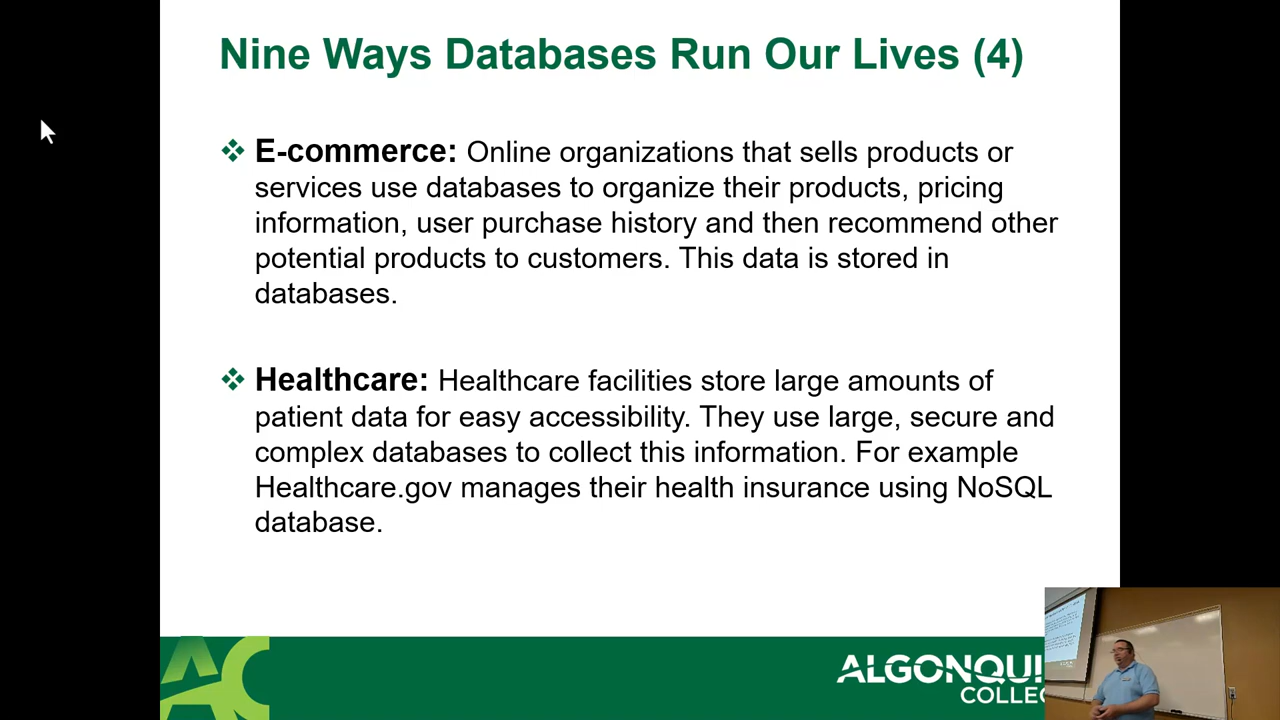 Nine Ways Databases Run Our Lives (4)
❖ E-commerce: Online organizations that sells products or
services use databases to organize their products, pricing
information, user purchase history and then recommend other
potential products to customers. This data is stored in
databases.
❖ Healthcare: Healthcare facilities store large amounts of
patient data for easy accessibility. They use large, secure and
complex databases to collect this information. For example
Healthcare.gov manages their health insurance using NoSQL
database.
AC
ALGONQUI
COLLEG